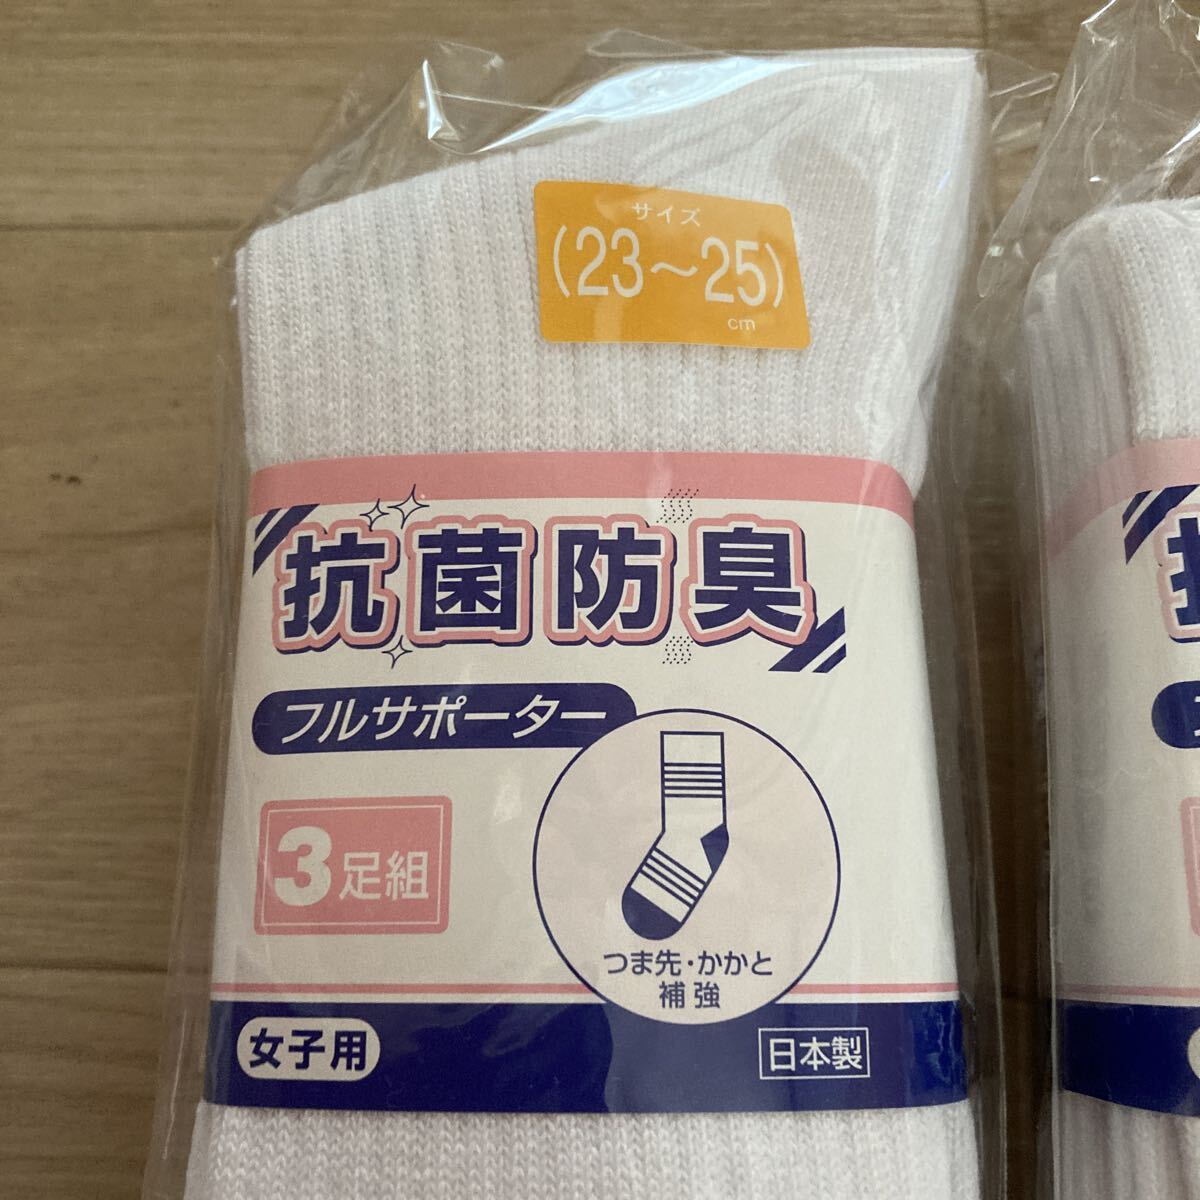 サイズ
(23～25)
cm
抗菌防臭
フルサポーター
3足組
つま先・かかと
補強
女子用
日本製